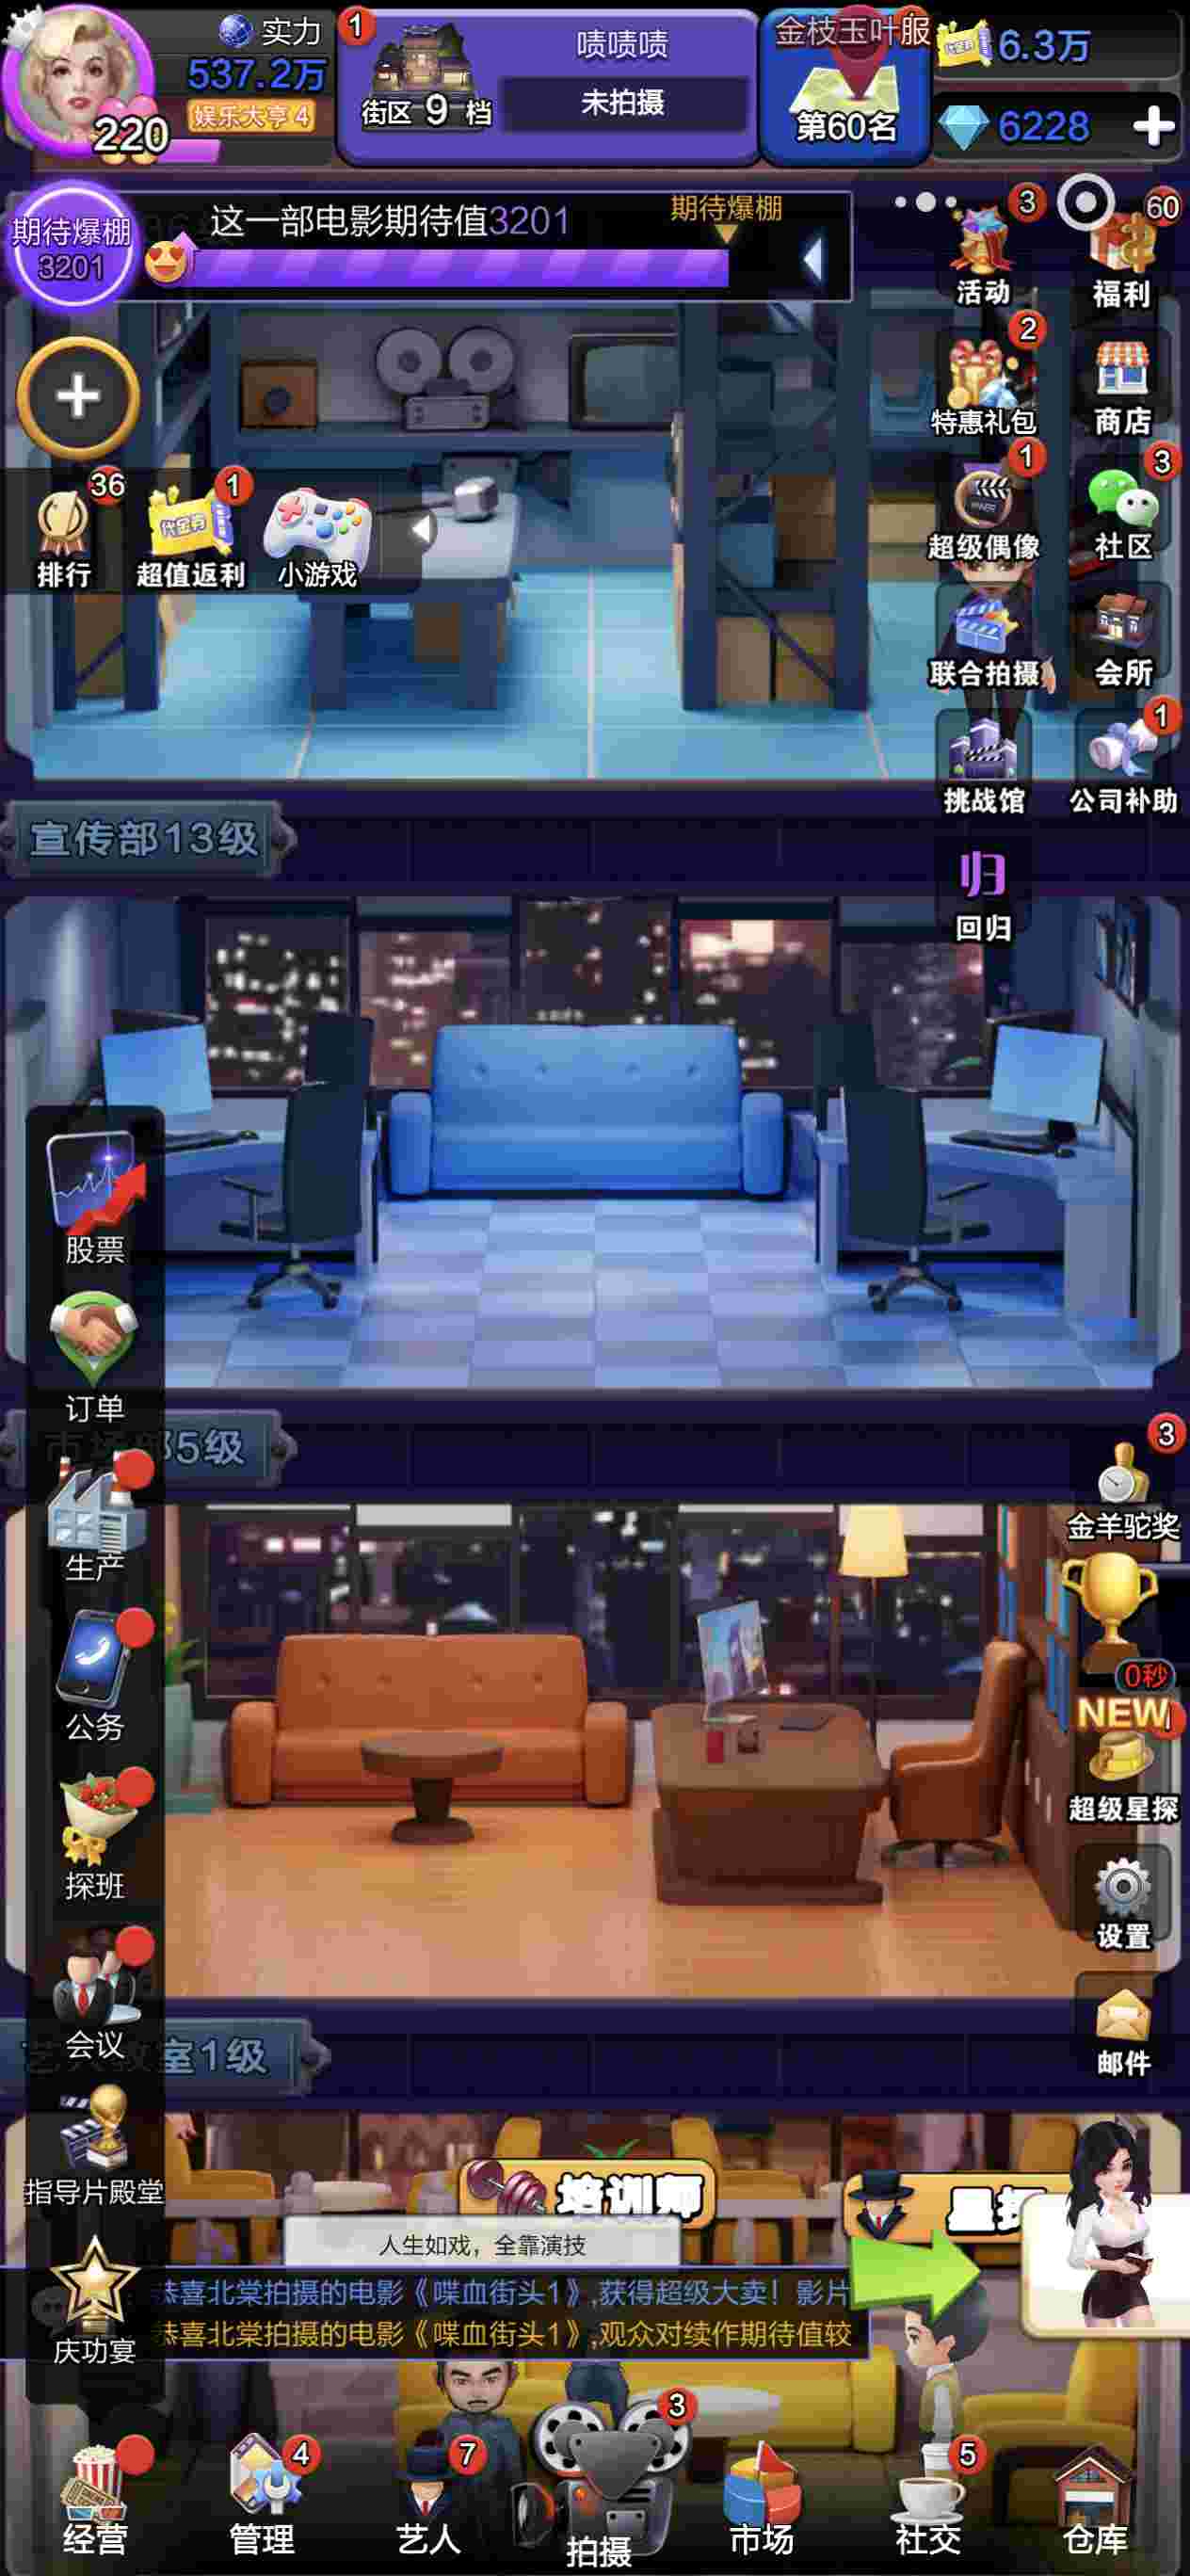 实力
537.2万
娱乐大亨 4
220
1
街区 9 档
啧啧啧
未拍摄
金枝玉叶服
第60名
代金券
6.3万
6228
期待爆棚
3201
这一部电影期待值3201
期待爆棚
3
活动
60
福利
2
特惠礼包
商店
1
超级偶像
3
社区
联合拍摄
会所
挑战馆
1
公司补助
归
回归
36
排行
1
超值返利
小游戏
宣传部13级
股票
订单
市场部5级
生产
公务
探班
会议
指导片殿堂
庆功宴
3
金羊驼奖
0秒
NEW
超级星探
设置
邮件
室1级
培训师
星探
人生如戏，全靠演技
恭喜北棠拍摄的电影《喋血街头1》,获得超级大卖！影片
恭喜北棠拍摄的电影《喋血街头1》,观众对续作期待值较
经营
4
管理
7
艺人
3
拍摄
市场
5
社交
仓库